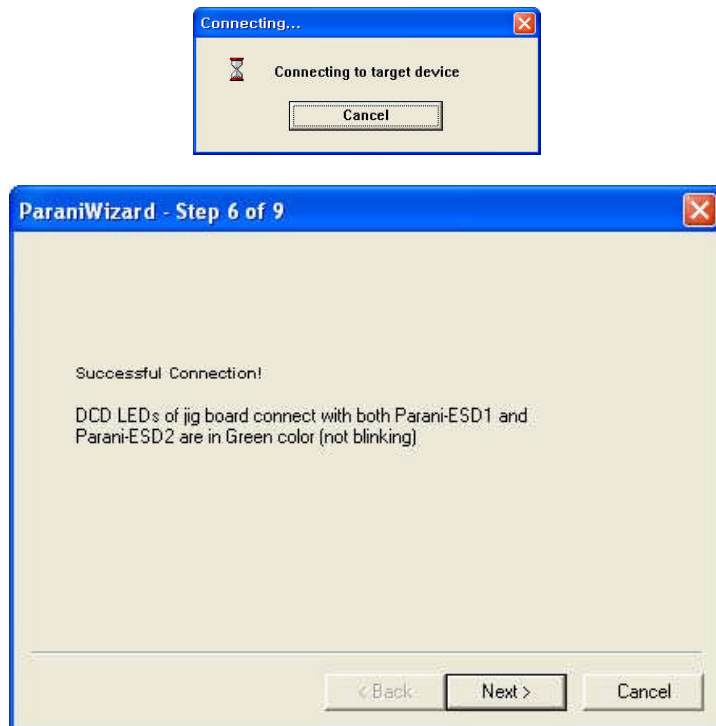 Connecting...
Connecting to target device
Cancel
ParaniWizard - Step 6 of 9
Successful Connection!
DCD LEDs of jig board connect with both Parani-ESD1 and
Parani-ESD2 are in Green color (not blinking)
< Back Next > Cancel